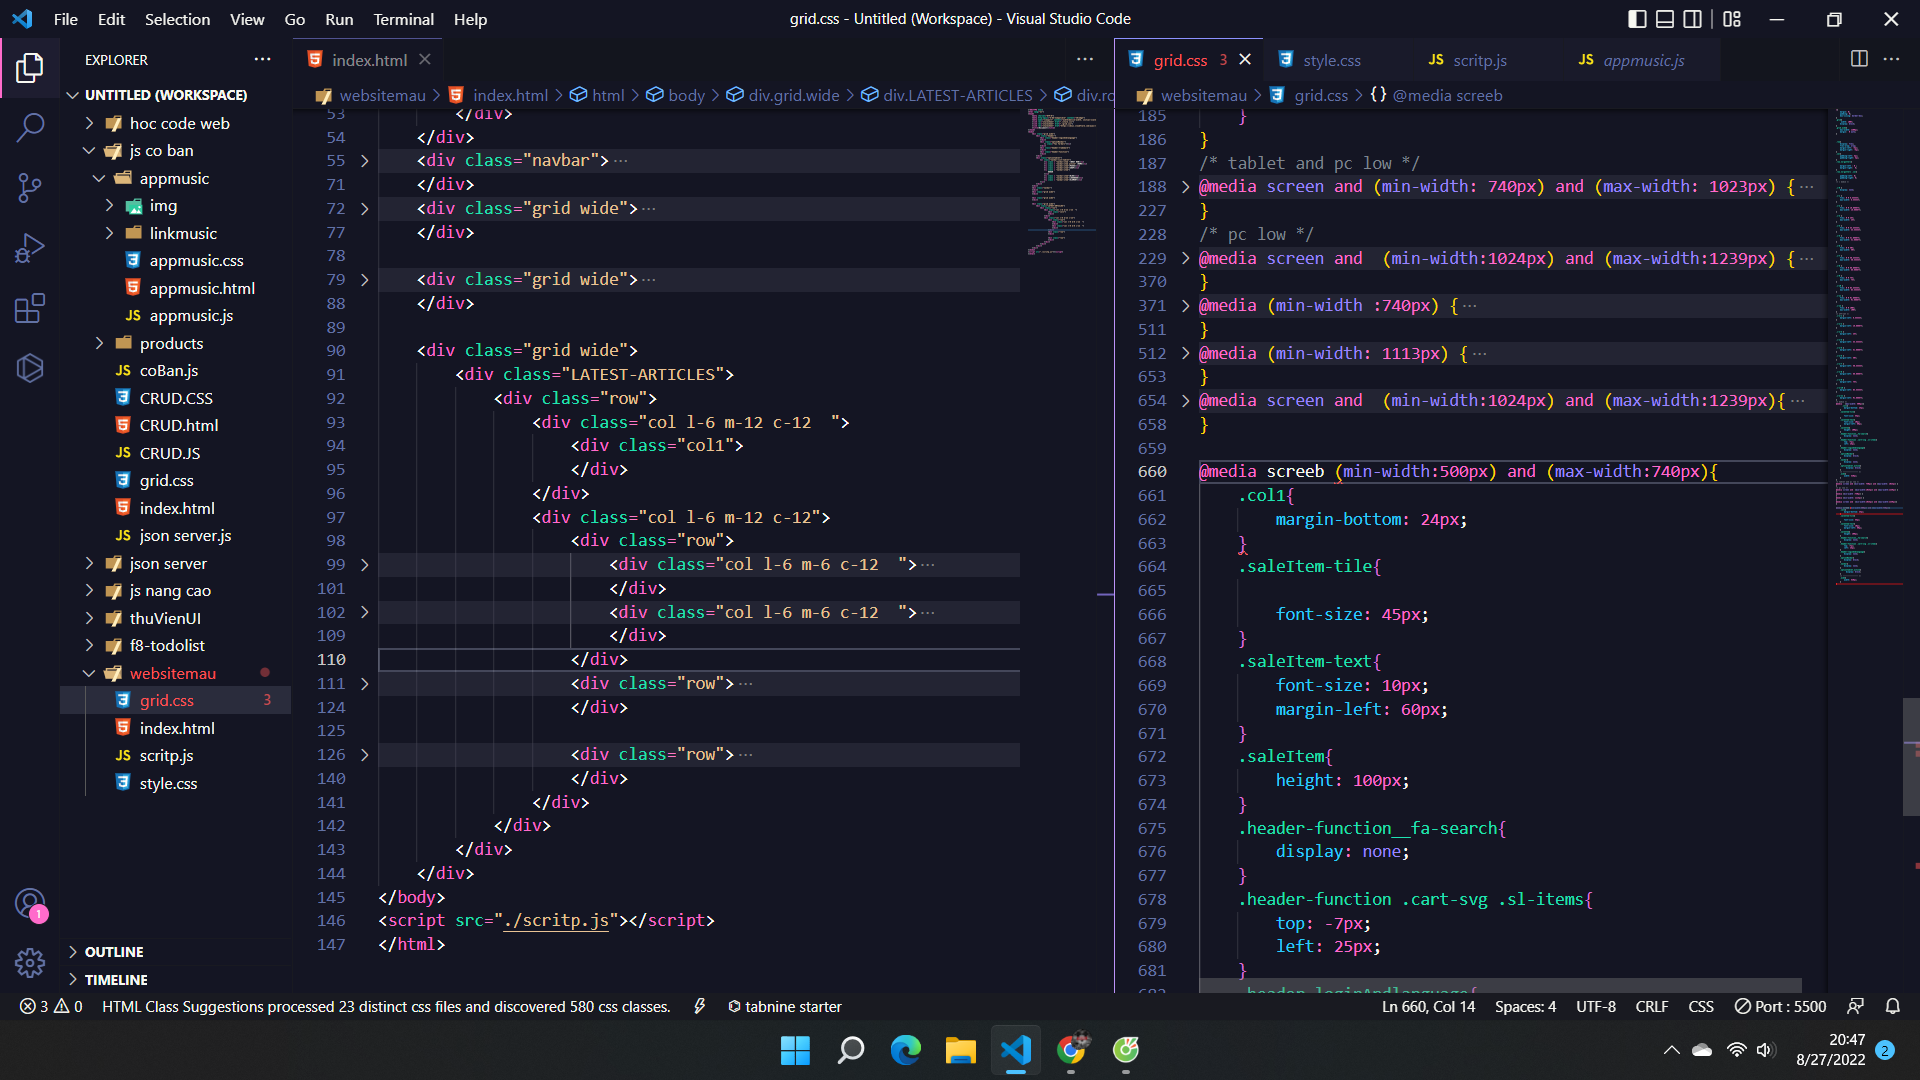 File Edit Selection View Go Run Terminal Help
grid.css - Untitled (Workspace) - Visual Studio Code
EXPLORER
UNTITLED (WORKSPACE)
hoc code web
js co ban
appmusic
img
linkmusic
appmusic.css
appmusic.html
JS appmusic.js
products
JS coBan.js
CRUD.CSS
CRUD.html
JS CRUD.JS
grid.css
index.html
JS json server.js
json server
js nang cao
thuVienUI
f8-todolist
websitemau
grid.css 3
index.html
JS scritp.js
style.css
OUTLINE
TIMELINE
1
index.html
websitemau > index.html > html > body > div.grid.wide > div.LATEST-ARTICLES > div.ro
53 </div>
54 </div>
55 <div class="navbar">···
71 </div>
72 <div class="grid wide">···
77 </div>
78
79 <div class="grid wide">···
88 </div>
89
90 <div class="grid wide">
91 <div class="LATEST-ARTICLES">
92 <div class="row">
93 <div class="col l-6 m-12 c-12  ">
94 <div class="col1">
95 </div>
96 </div>
97 <div class="col l-6 m-12 c-12">
98 <div class="row">
99 <div class="col l-6 m-6 c-12  ">···
101 </div>
102 <div class="col l-6 m-6 c-12  ">···
109 </div>
110 </div>
111 <div class="row">···
124 </div>
125
126 <div class="row">···
140 </div>
141 </div>
142 </div>
143 </div>
144 </div>
145 </body>
146 <script src="./scritp.js"></script>
147 </html>
grid.css 3 style.css JS scritp.js JS appmusic.js
websitemau > grid.css > {} @media screeb
185 }
186 }
187 /* tablet and pc low */
188 @media screen and (min-width: 740px) and (max-width: 1023px) {···
227 }
228 /* pc low */
229 @media screen and  (min-width:1024px) and (max-width:1239px) {···
370 }
371 @media (min-width :740px) {···
511 }
512 @media (min-width: 1113px) {···
653 }
654 @media screen and  (min-width:1024px) and (max-width:1239px){···
658 }
659
660 @media screeb (min-width:500px) and (max-width:740px){
661 .col1{
662 margin-bottom: 24px;
663 }
664 .saleItem-tile{
665
666 font-size: 45px;
667 }
668 .saleItem-text{
669 font-size: 10px;
670 margin-left: 60px;
671 }
672 .saleItem{
673 height: 100px;
674 }
675 .header-function__fa-search{
676 display: none;
677 }
678 .header-function .cart-svg .sl-items{
679 top: -7px;
680 left: 25px;
681 }
682 .header-loginAndlanguage{
3 0 HTML Class Suggestions processed 23 distinct css files and discovered 580 css classes. tabnine starter
Ln 660, Col 14 Spaces: 4 UTF-8 CRLF CSS Port : 5500
20:47
8/27/2022 2